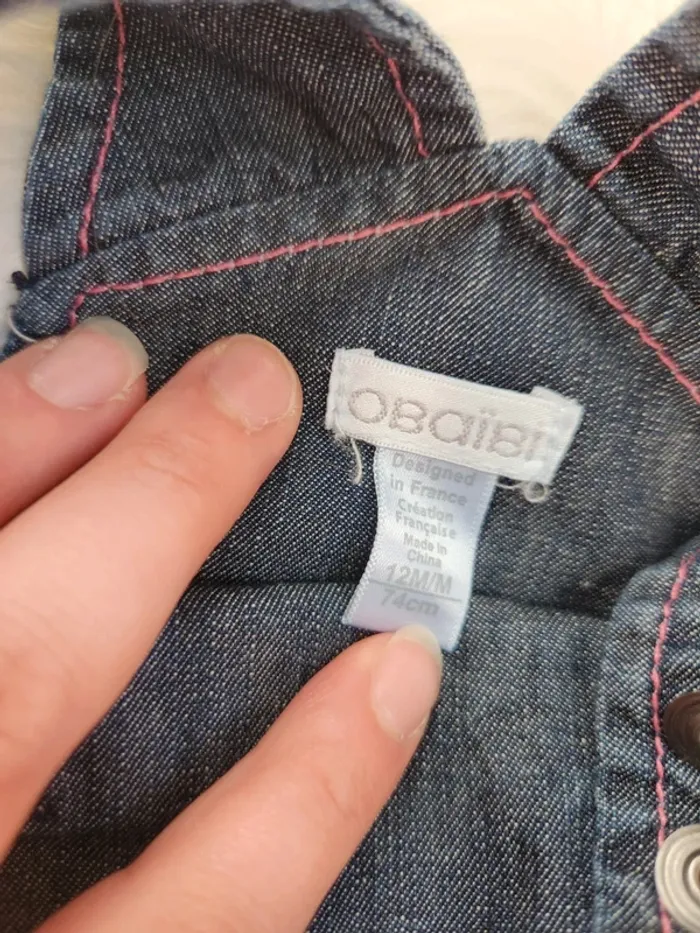 OBaïBI
Designed
in France
Création
Française
Made in
China
12M/M
74cm